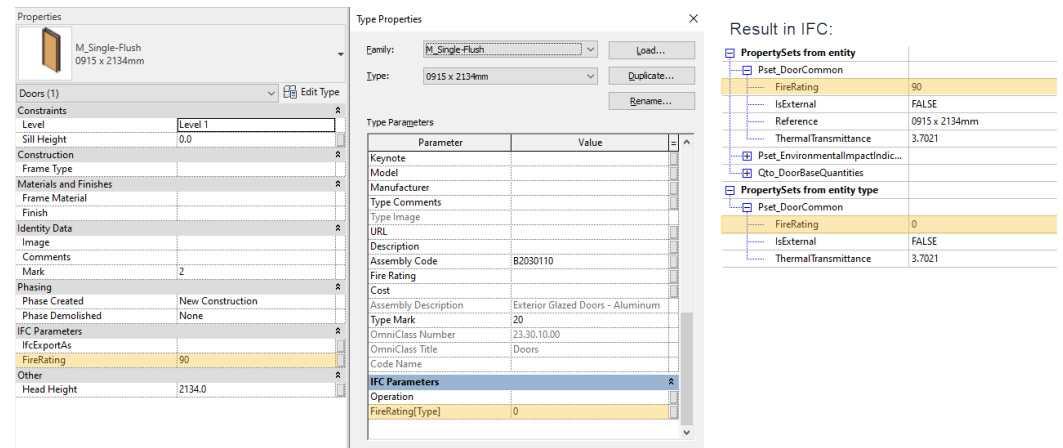 Properties
M_Single-Flush
0915 x 2134mm
Doors (1)
Edit Type
Constraints
Level Level 1
Sill Height 0.0
Construction
Frame Type
Materials and Finishes
Frame Material
Finish
Identity Data
Image
Comments
Mark 2
Phasing
Phase Created New Construction
Phase Demolished None
IFC Parameters
IfcExportAs
FireRating 90
Other
Head Height 2134.0
Type Properties
Family: M_Single-Flush Load...
Type: 0915 x 2134mm Duplicate...
Rename...
Type Parameters
Parameter Value =
Keynote
Model
Manufacturer
Type Comments
Type Image
URL
Description
Assembly Code B2030110
Fire Rating
Cost
Assembly Description Exterior Glazed Doors - Aluminum
Type Mark 20
OmniClass Number 23.30.10.00
OmniClass Title Doors
Code Name
IFC Parameters
Operation
FireRating[Type] 0
Result in IFC:
PropertySets from entity
Pset_DoorCommon
FireRating 90
IsExternal FALSE
Reference 0915 x 2134mm
ThermalTransmittance 3.7021
Pset_EnvironmentalImpactIndic...
Qto_DoorBaseQuantities
PropertySets from entity type
Pset_DoorCommon
FireRating 0
IsExternal FALSE
ThermalTransmittance 3.7021